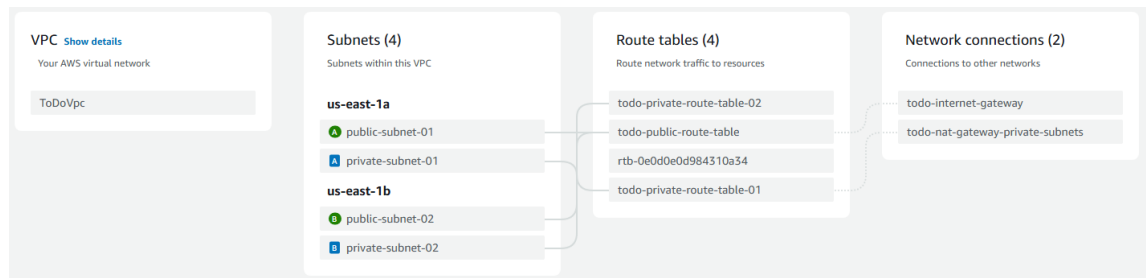 VPC Show details
Your AWS virtual network
ToDoVpc
Subnets (4)
Subnets within this VPC
us-east-1a
A public-subnet-01
A private-subnet-01
us-east-1b
B public-subnet-02
B private-subnet-02
Route tables (4)
Route network traffic to resources
todo-private-route-table-02
todo-public-route-table
rtb-0e0d0e0d984310a34
todo-private-route-table-01
Network connections (2)
Connections to other networks
todo-internet-gateway
todo-nat-gateway-private-subnets